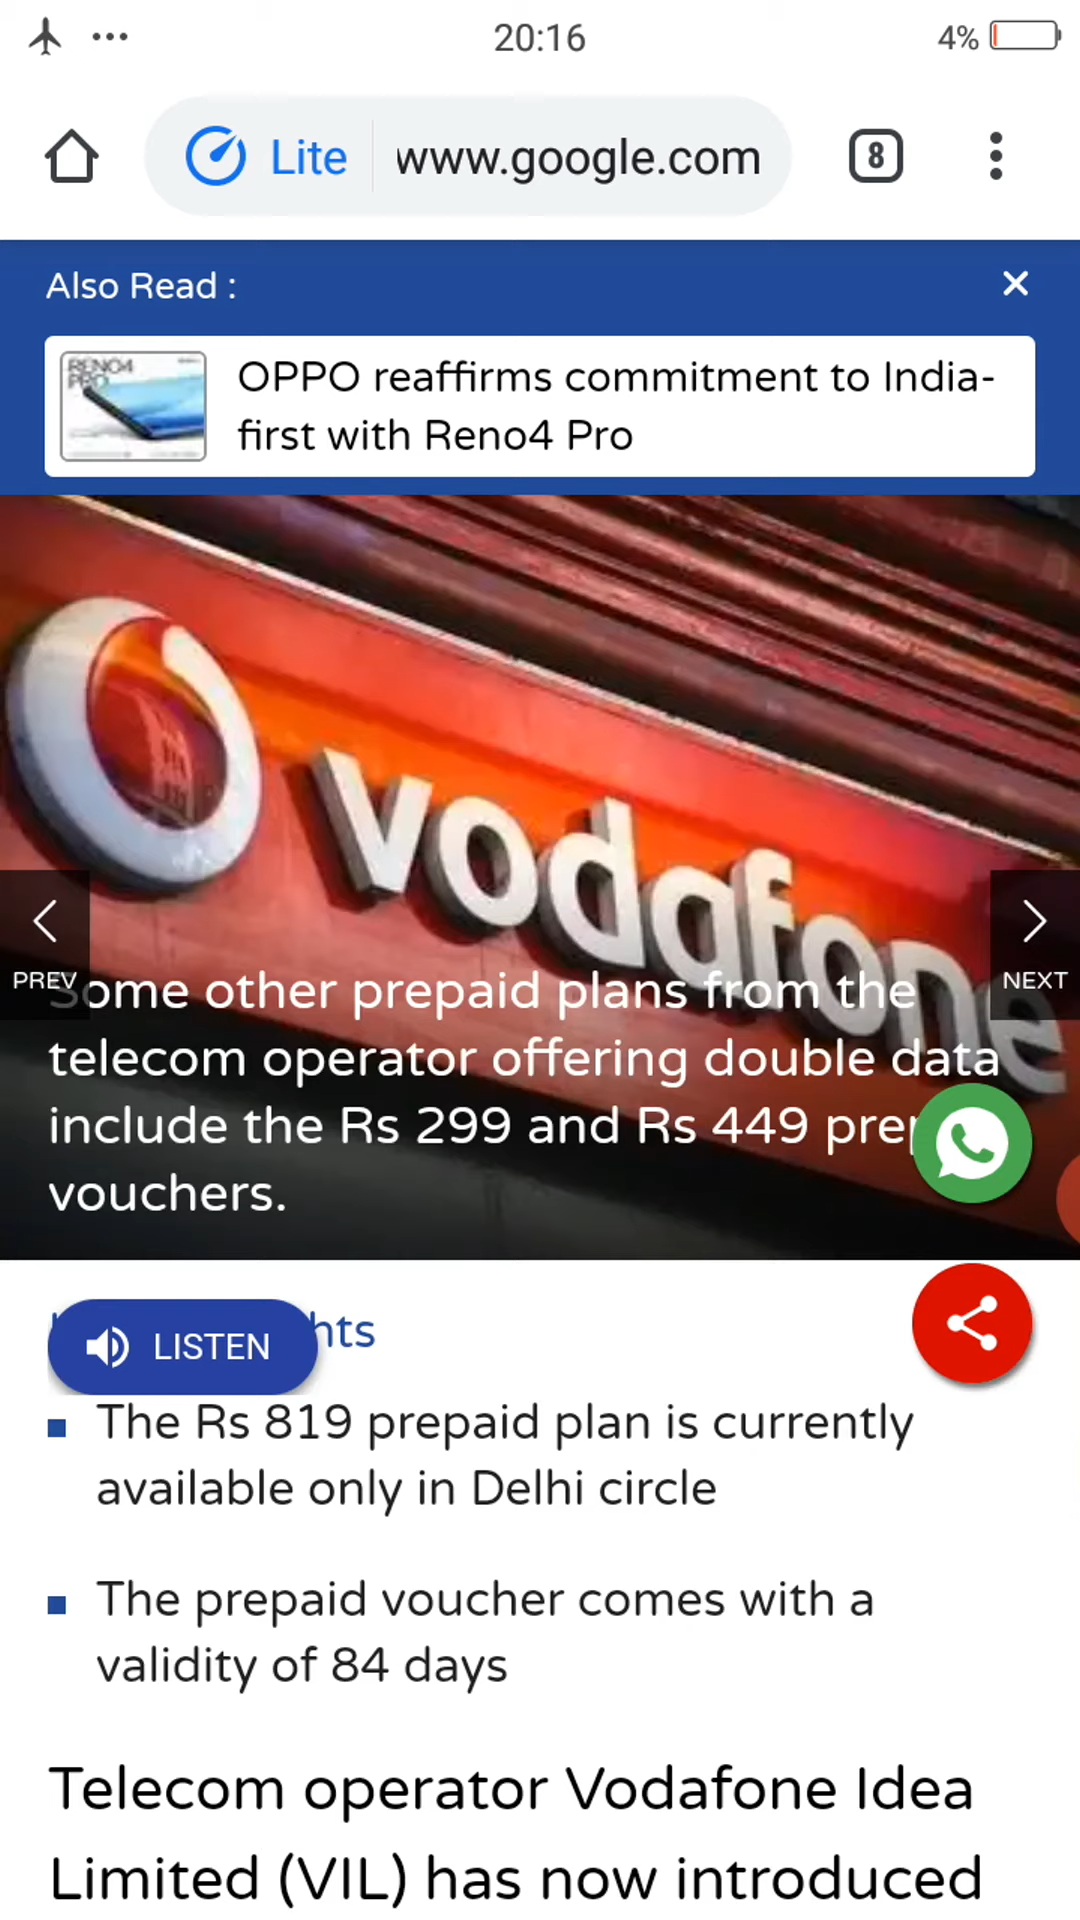 20:16
4%
Lite
www.google.com
8
Also Read :
RENO4
PRO
OPPO reaffirms commitment to India-
first with Reno4 Pro
vodafone
PREV
NEXT
Some other prepaid plans from the
telecom operator offering double data
include the Rs 299 and Rs 449
vouchers.
LISTEN
The Rs 819 prepaid plan is currently
available only in Delhi circle
The prepaid voucher comes with a
validity of 84 days
Telecom operator Vodafone Idea
Limited (VIL) has now introduced